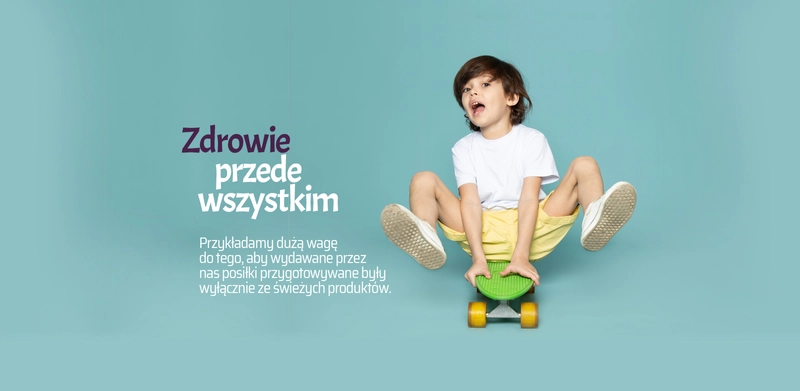 Zdrowie
przede
wszystkim
Przykładamy dużą wagę
do tego, aby wydawane przez
nas posiłki przygotowywane były
wyłącznie ze świeżych produktów.